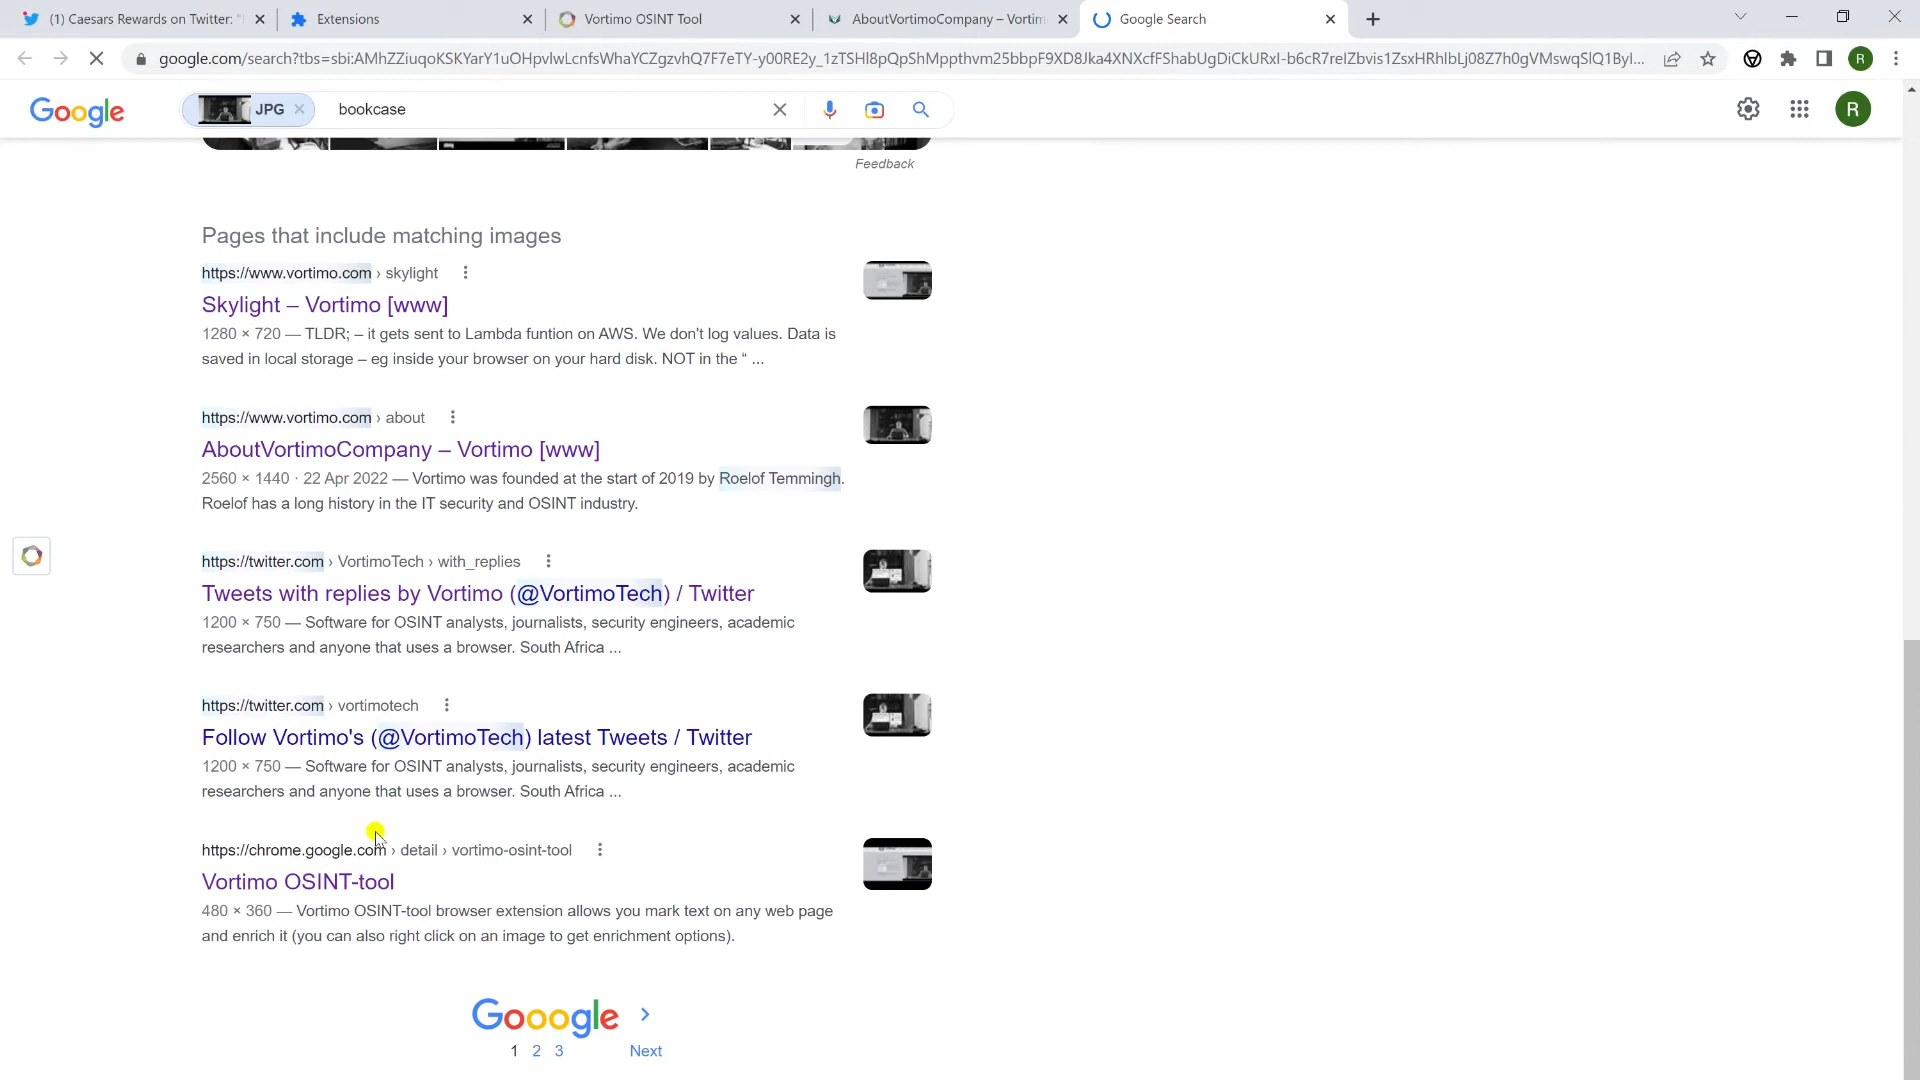 (1) Caesars Rewards on Twitter: "
Extensions
Vortimo OSINT Tool
AboutVortimoCompany – Vortim
Google Search
google.com/search?tbs=sbi:AMhZZiuqoKSKYarY1uOHpvlwLcnfsWhaYCZgzvhQ7F7eTY-y00RE2y_1zTSHl8pQpShMppthvm25bbpF9XD8Jka4XNXcfFShabUgDiCkURxI-b6cR7reIZbvis1ZsxHRhlbLj08Z7h0gVMswqSlQ1ByI...
R
Google
JPG
bookcase
R
Feedback
Pages that include matching images
https://www.vortimo.com › skylight
Skylight – Vortimo [www]
1280 × 720 — TLDR; – it gets sent to Lambda funtion on AWS. We don't log values. Data is
saved in local storage – eg inside your browser on your hard disk. NOT in the “ ...
https://www.vortimo.com › about
AboutVortimoCompany – Vortimo [www]
2560 × 1440 · 22 Apr 2022 — Vortimo was founded at the start of 2019 by Roelof Temmingh.
Roelof has a long history in the IT security and OSINT industry.
https://twitter.com › VortimoTech › with_replies
Tweets with replies by Vortimo (@VortimoTech) / Twitter
1200 × 750 — Software for OSINT analysts, journalists, security engineers, academic
researchers and anyone that uses a browser. South Africa ...
https://twitter.com › vortimotech
Follow Vortimo's (@VortimoTech) latest Tweets / Twitter
1200 × 750 — Software for OSINT analysts, journalists, security engineers, academic
researchers and anyone that uses a browser. South Africa ...
https://chrome.google.com › detail › vortimo-osint-tool
Vortimo OSINT-tool
480 × 360 — Vortimo OSINT-tool browser extension allows you mark text on any web page
and enrich it (you can also right click on an image to get enrichment options).
Gooogle
1 2 3 Next